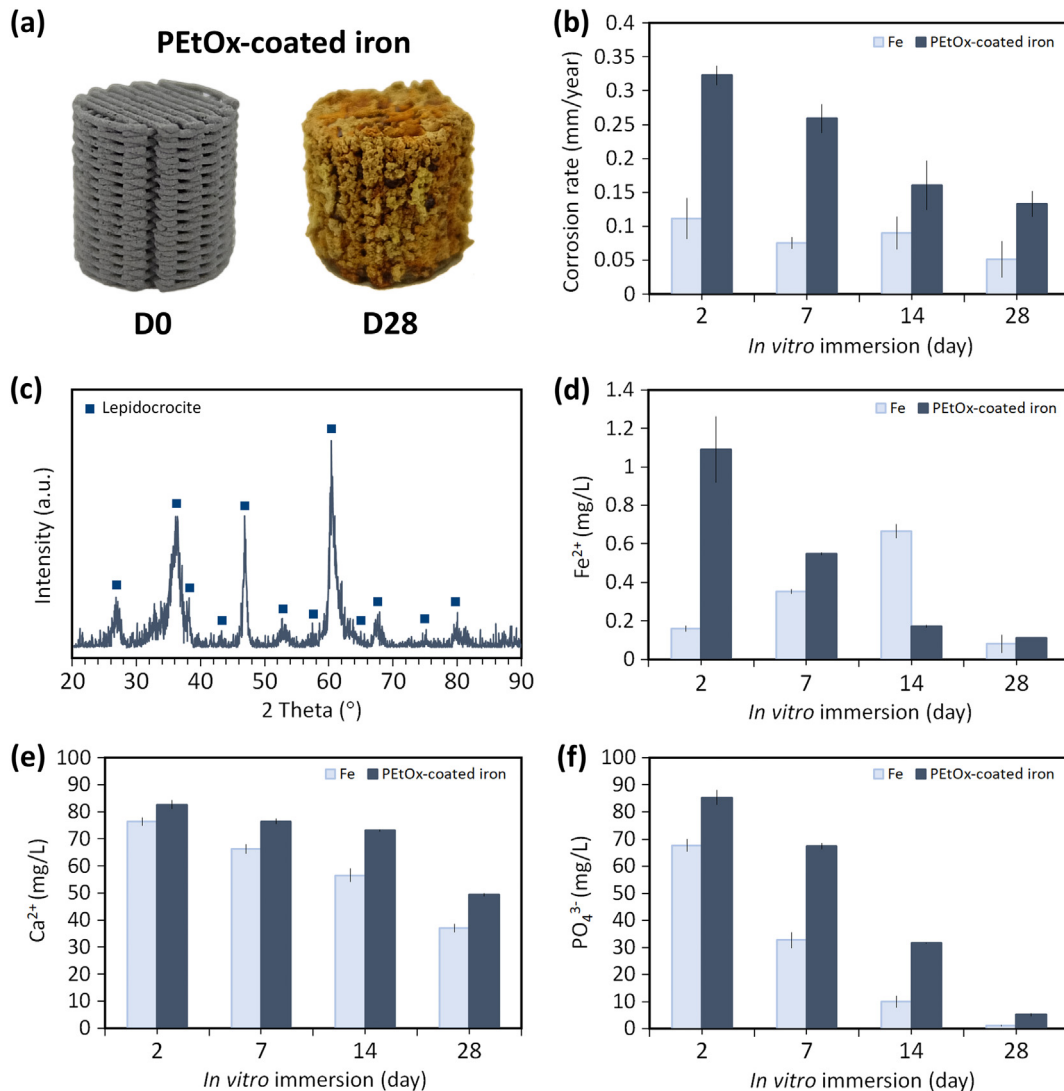 (a)
PEtOx-coated iron
D0
D28
(b)
Fe
PEtOx-coated iron
0.4
0.35
0.3
0.25
0.2
0.15
0.1
0.05
0
Corrosion rate (mm/year)
2
7
14
28
In vitro immersion (day)
(c)
Lepidocrocite
Intensity (a.u.)
20
30
40
50
60
70
80
90
2 Theta (°)
(d)
Fe
PEtOx-coated iron
1.4
1.2
1
0.8
0.6
0.4
0.2
0
Fe²⁺ (mg/L)
2
7
14
28
In vitro immersion (day)
(e)
Fe
PEtOx-coated iron
100
90
80
70
60
50
40
30
20
10
0
Ca²⁺ (mg/L)
2
7
14
28
In vitro immersion (day)
(f)
Fe
PEtOx-coated iron
100
90
80
70
60
50
40
30
20
10
0
PO₄³⁻ (mg/L)
2
7
14
28
In vitro immersion (day)